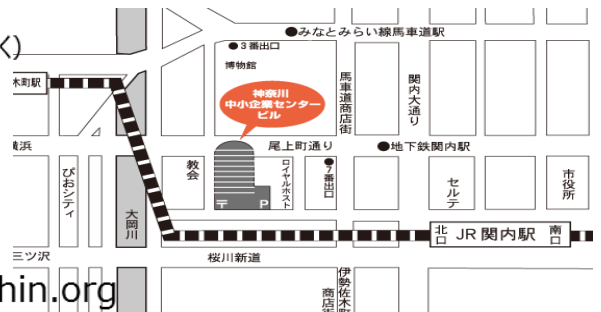 X)
●みなとみらい線馬車道駅
●3番出口
博物館
木町駅
神奈川
中小企業センター
ビル
馬車道商店街
関内大通り
尾上町通り
●地下鉄関内駅
横浜
ぴおシティ
大岡川
教会
〒
P
ロイヤルホスト
●7番出口
セルテ
市役所
北口
JR関内駅
南口
三ツ沢
桜川新道
伊勢佐木町
商店街
hin.org